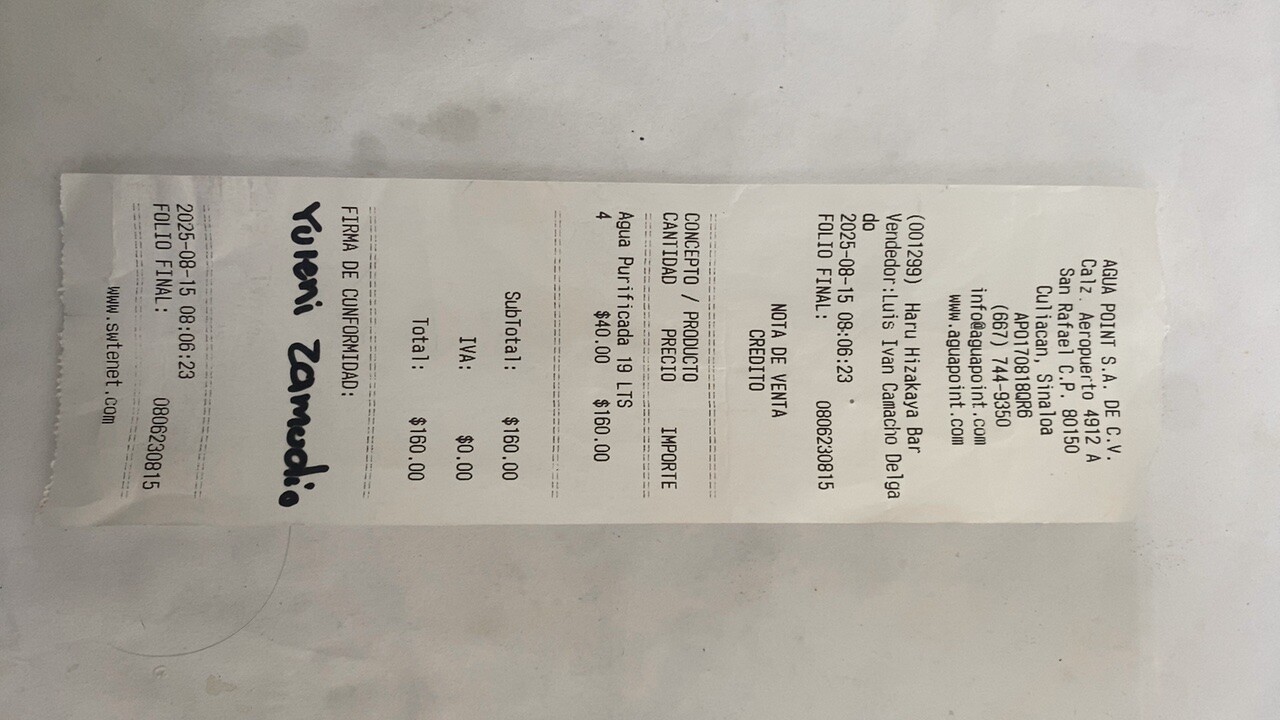 AGUA POINT S.A. DE C.V.
Calz. Aeropuerto 4912 A
San Rafael C.P. 80150
Culiacan, Sinaloa
APO170818QR6
(667) 744-9350
info@aguapoint.com
www.aguapoint.com
(001299) Haru Hizakaya Bar
Vendedor:Luis Ivan Camacho Delga
do
2025-08-15 08:06:23
FOLIO FINAL: 0806230815
NOTA DE VENTA
CREDITO
CONCEPTO / PRODUCTO
CANTIDAD PRECIO IMPORTE
Agua Purificada 19 LTS
4 $40.00 $160.00
SubTotal: $160.00
IVA: $0.00
Total: $160.00
FIRMA DE CUNFORMIDAD:
Yureni Zamudio
2025-08-15 08:06:23
FOLIO FINAL: 0806230815
www.swtenet.com